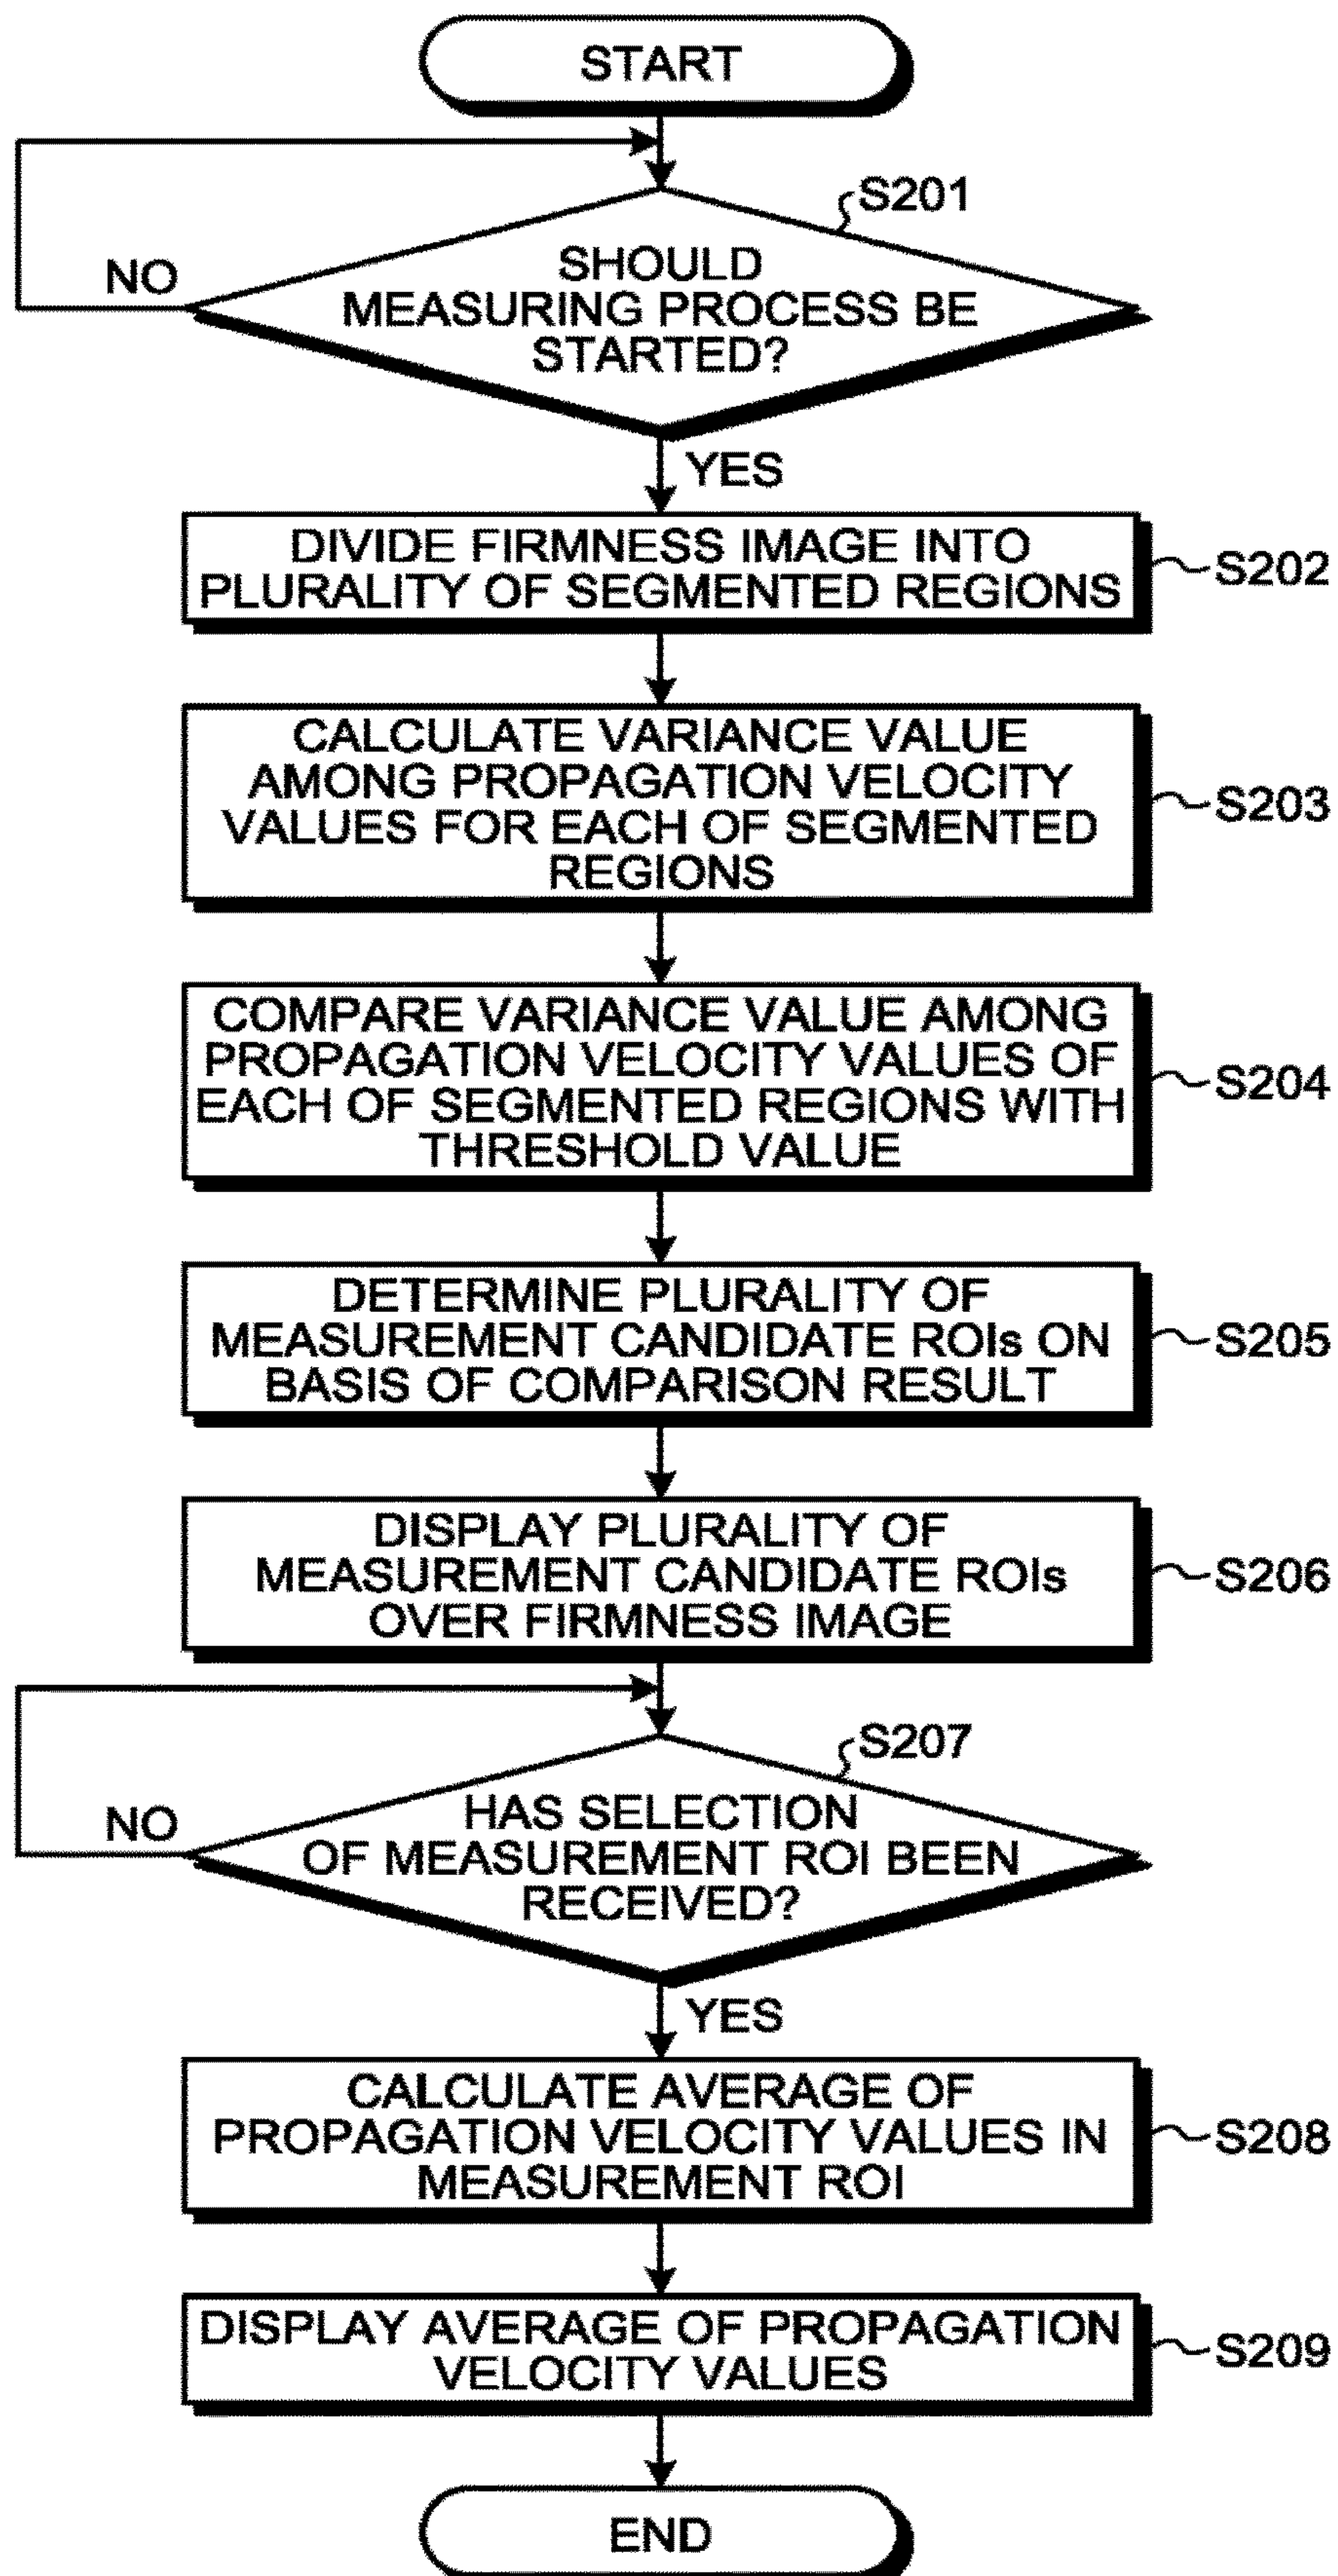 START
S201
SHOULD
MEASURING PROCESS BE
STARTED?
NO
YES
DIVIDE FIRMNESS IMAGE INTO
PLURALITY OF SEGMENTED REGIONS
S202
CALCULATE VARIANCE VALUE
AMONG PROPAGATION VELOCITY
VALUES FOR EACH OF SEGMENTED
REGIONS
S203
COMPARE VARIANCE VALUE AMONG
PROPAGATION VELOCITY VALUES OF
EACH OF SEGMENTED REGIONS WITH
THRESHOLD VALUE
S204
DETERMINE PLURALITY OF
MEASUREMENT CANDIDATE ROIs ON
BASIS OF COMPARISON RESULT
S205
DISPLAY PLURALITY OF
MEASUREMENT CANDIDATE ROIs
OVER FIRMNESS IMAGE
S206
S207
HAS SELECTION
OF MEASUREMENT ROI BEEN
RECEIVED?
NO
YES
CALCULATE AVERAGE OF
PROPAGATION VELOCITY VALUES IN
MEASUREMENT ROI
S208
DISPLAY AVERAGE OF PROPAGATION
VELOCITY VALUES
S209
END